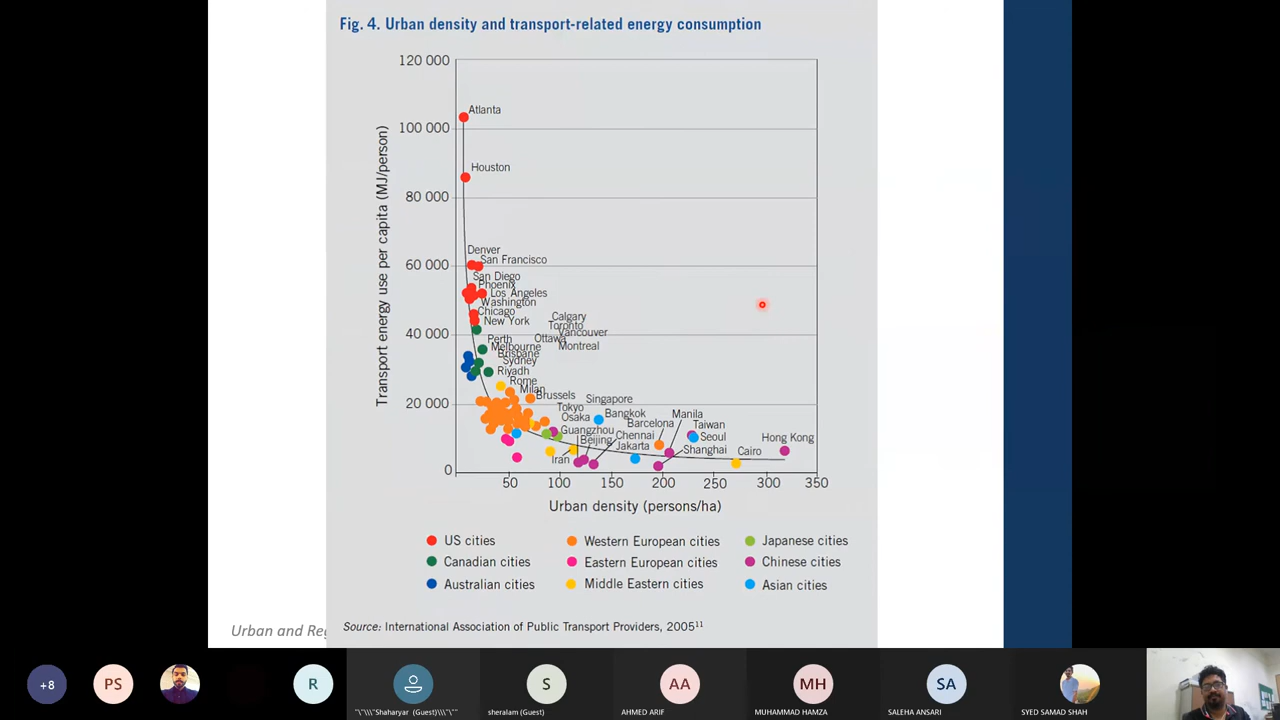 Fig. 4. Urban density and transport-related energy consumption
Transport energy use per capita (MJ/person)
120 000
100 000
80 000
60 000
40 000
20 000
0
Atlanta
Houston
Denver
San Francisco
San Diego
Phoenix
Los Angeles
Washington
Chicago
New York
Calgary
Toronto
Vancouver
Ottawa
Montreal
Perth
Melbourne
Brisbane
Sydney
Riyadh
Rome
Milan
Brussels
Singapore
Tokyo
Bangkok
Osaka
Barcelona
Manila
Taiwan
Guangzhou
Chennai
Seoul
Beijing
Jakarta
Shanghai
Cairo
Hong Kong
Iran
50 100 150 200 250 300 350
Urban density (persons/ha)
US cities Western European cities Japanese cities
Canadian cities Eastern European cities Chinese cities
Australian cities Middle Eastern cities Asian cities
Source: International Association of Public Transport Providers, 2005¹¹
Urban and Reg
+8 PS R S AA MH SA
"\"\\\"Shaharyar (Guest)\\\"\"" sheralam (Guest) AHMED ARIF MUHAMMAD HAMZA SALEHA ANSARI SYED SAMAD SHAH